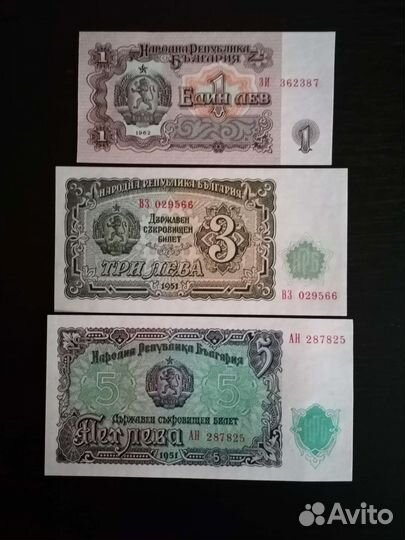 1
НАРОДНА РЕПУБЛИКА
БЪЛГАРИЯ
ЗИ 362387
1
ЕДИН ЛЕВ
1
1962
1
НАРОДНА РЕПУБЛИКА БЪЛГАРИЯ
ВЗ 029566
ДЪРЖАВЕН
СЪКРОВИЩЕН
БИЛЕТ
3
ТРИ ЛЕВА
1951
ВЗ 029566
АН 287825
Народна Република България
5
5
5
ДЪРЖАВЕН СЪКРОВИЩЕН БИЛЕТ
Пет лева
АН 287825
1951
5
Avito